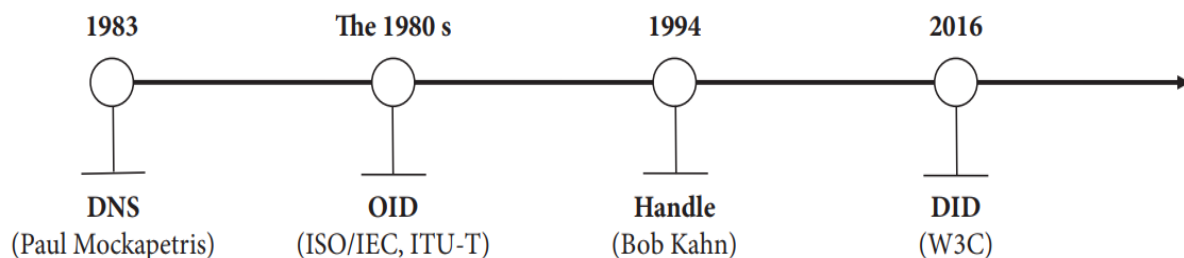 1983
The 1980 s
1994
2016
DNS
(Paul Mockapetris)
OID
(ISO/IEC, ITU-T)
Handle
(Bob Kahn)
DID
(W3C)